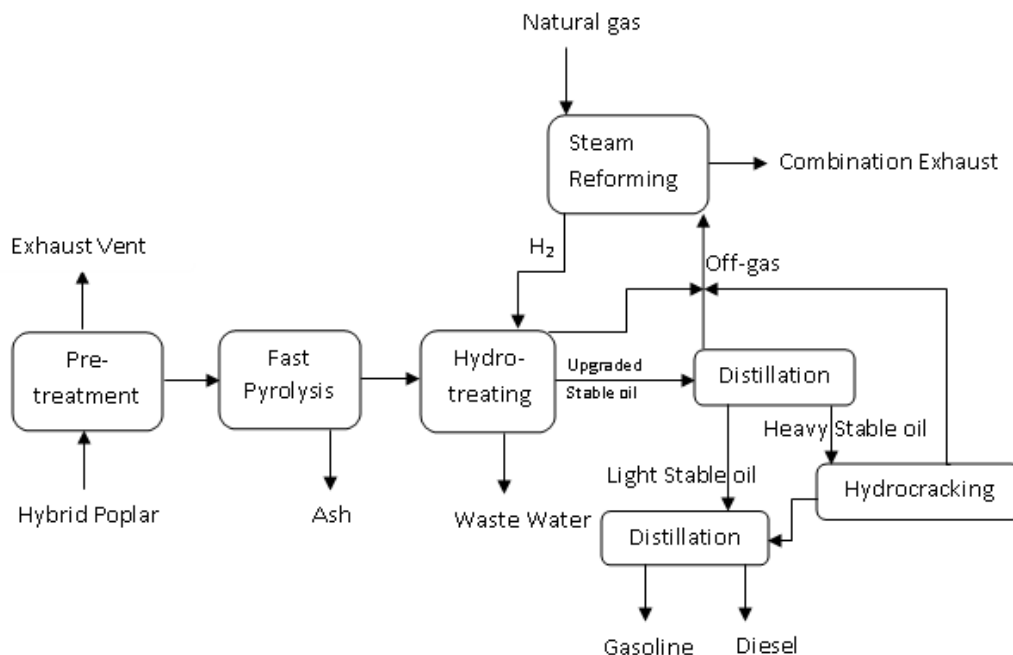 Natural gas
Steam
Reforming
Combination Exhaust
Exhaust Vent
H₂
Off-gas
Pre-
treatment
Fast
Pyrolysis
Hydro-
treating
Upgraded
Stable oil
Distillation
Heavy Stable oil
Light Stable oil
Hydrocracking
Hybrid Poplar
Ash
Waste Water
Distillation
Gasoline
Diesel